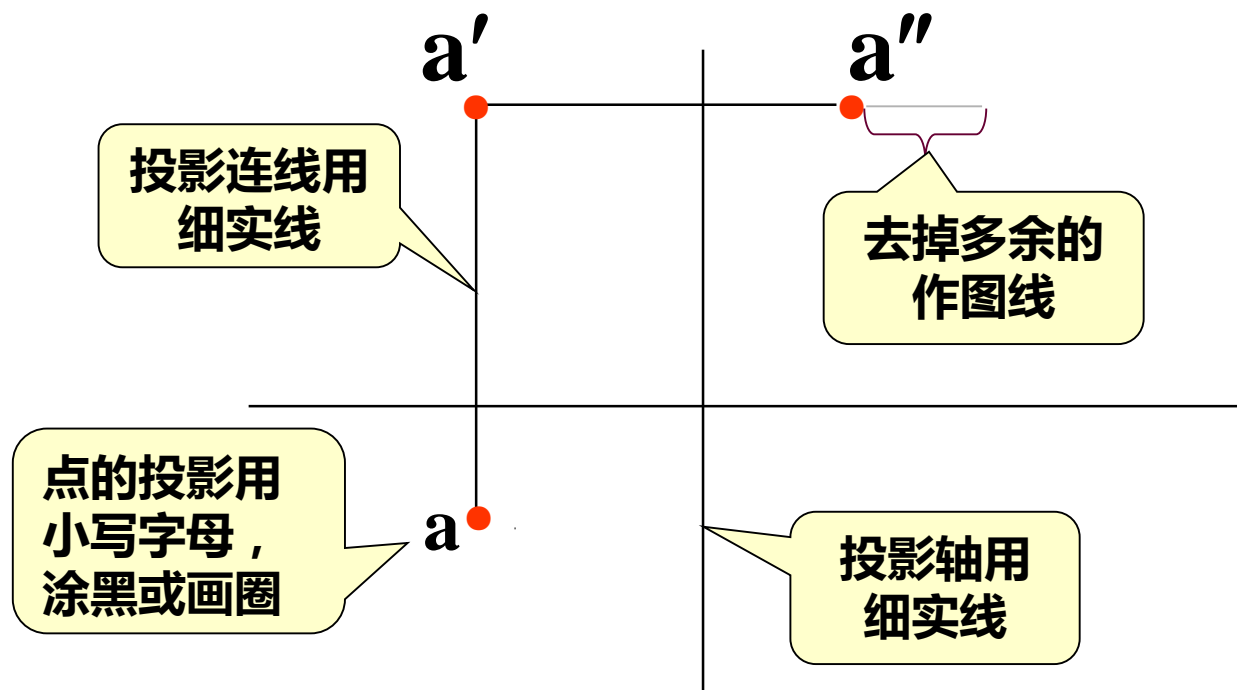 a′
a″
投影连线用
细实线
去掉多余的
作图线
点的投影用
小写字母，
涂黑或画圈
a
投影轴用
细实线